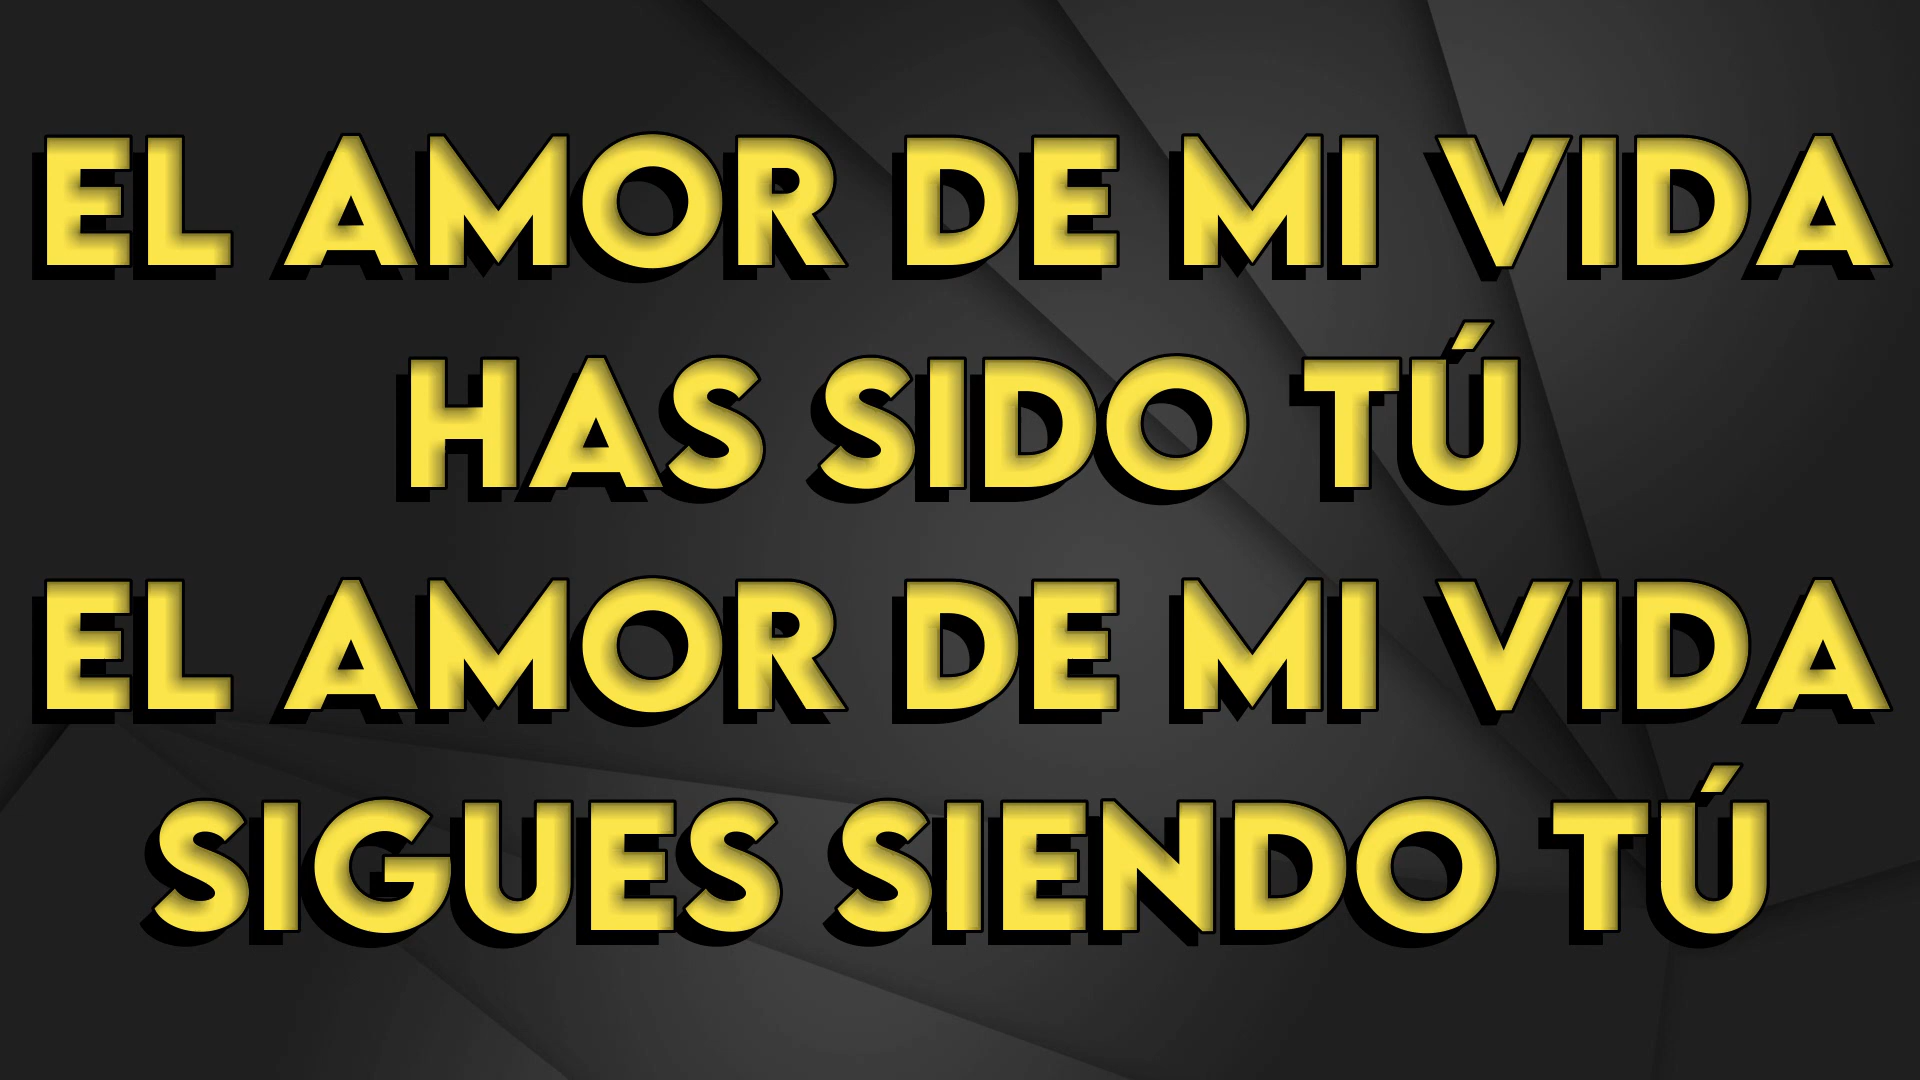 EL AMOR DE MI VIDA
HAS SIDO TÚ
EL AMOR DE MI VIDA
SIGUES SIENDO TÚ